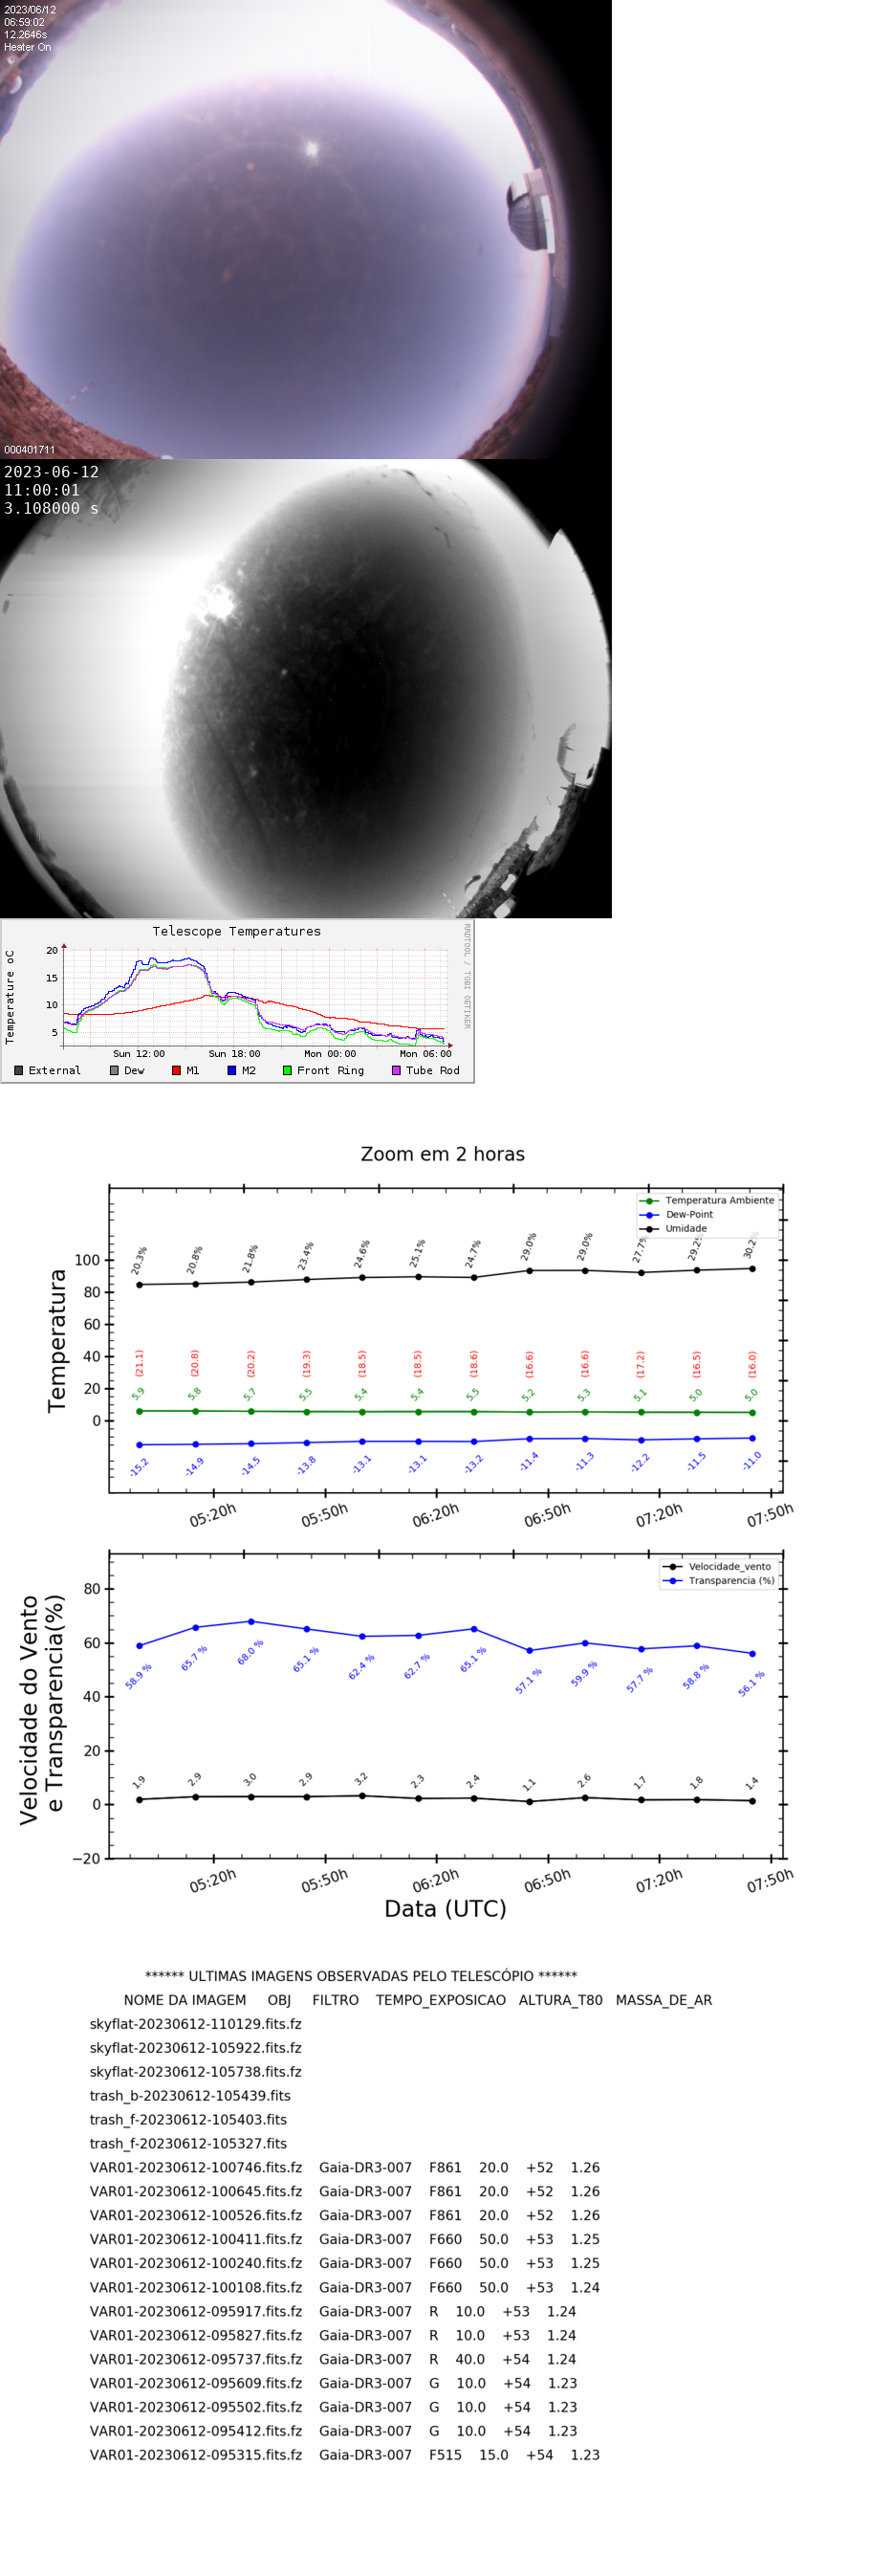 2023/06/12
06:59:02
12.2646s
Heater On
000401711
2023-06-12
11:00:01
3.108000 s
Telescope Temperatures
RRDTOOL / TOBI OETIKER
Temperature oC
20
15
10
5
Sun 12:00 Sun 18:00 Mon 00:00 Mon 06:00
External Dew M1 M2 Front Ring Tube Rod
Zoom em 2 horas
Temperatura Ambiente
Dew-Point
Umidade
Temperatura
100
80
60
40
20
0
20.3% 20.8% 21.8% 23.4% 24.6% 25.1% 24.7% 29.0% 29.0% 27.7% 29.2% 30.2%
(21.1) (20.8) (20.2) (19.3) (18.5) (18.5) (18.6) (16.6) (16.6) (17.2) (16.5) (16.0)
5.9 5.8 5.7 5.5 5.4 5.4 5.5 5.2 5.3 5.1 5.0 5.0
-15.2 -14.9 -14.5 -13.8 -13.1 -13.1 -13.2 -11.4 -11.3 -12.2 -11.5 -11.0
05:20h 05:50h 06:20h 06:50h 07:20h 07:50h
Velocidade_vento
Transparencia (%)
Velocidade do Vento
e Transparencia(%)
80
60
40
20
0
−20
58.9 % 65.7 % 68.0 % 65.1 % 62.4 % 62.7 % 65.1 % 57.1 % 59.9 % 57.7 % 58.8 % 56.1 %
1.9 2.9 3.0 2.9 3.2 2.3 2.4 1.1 2.6 1.7 1.8 1.4
05:20h 05:50h 06:20h 06:50h 07:20h 07:50h
Data (UTC)
****** ULTIMAS IMAGENS OBSERVADAS PELO TELESCÓPIO ******
NOME DA IMAGEM OBJ FILTRO TEMPO_EXPOSICAO ALTURA_T80 MASSA_DE_AR
skyflat-20230612-110129.fits.fz
skyflat-20230612-105922.fits.fz
skyflat-20230612-105738.fits.fz
trash_b-20230612-105439.fits
trash_f-20230612-105403.fits
trash_f-20230612-105327.fits
VAR01-20230612-100746.fits.fz Gaia-DR3-007 F861 20.0 +52 1.26
VAR01-20230612-100645.fits.fz Gaia-DR3-007 F861 20.0 +52 1.26
VAR01-20230612-100526.fits.fz Gaia-DR3-007 F861 20.0 +52 1.26
VAR01-20230612-100411.fits.fz Gaia-DR3-007 F660 50.0 +53 1.25
VAR01-20230612-100240.fits.fz Gaia-DR3-007 F660 50.0 +53 1.25
VAR01-20230612-100108.fits.fz Gaia-DR3-007 F660 50.0 +53 1.24
VAR01-20230612-095917.fits.fz Gaia-DR3-007 R 10.0 +53 1.24
VAR01-20230612-095827.fits.fz Gaia-DR3-007 R 10.0 +53 1.24
VAR01-20230612-095737.fits.fz Gaia-DR3-007 R 40.0 +54 1.24
VAR01-20230612-095609.fits.fz Gaia-DR3-007 G 10.0 +54 1.23
VAR01-20230612-095502.fits.fz Gaia-DR3-007 G 10.0 +54 1.23
VAR01-20230612-095412.fits.fz Gaia-DR3-007 G 10.0 +54 1.23
VAR01-20230612-095315.fits.fz Gaia-DR3-007 F515 15.0 +54 1.23